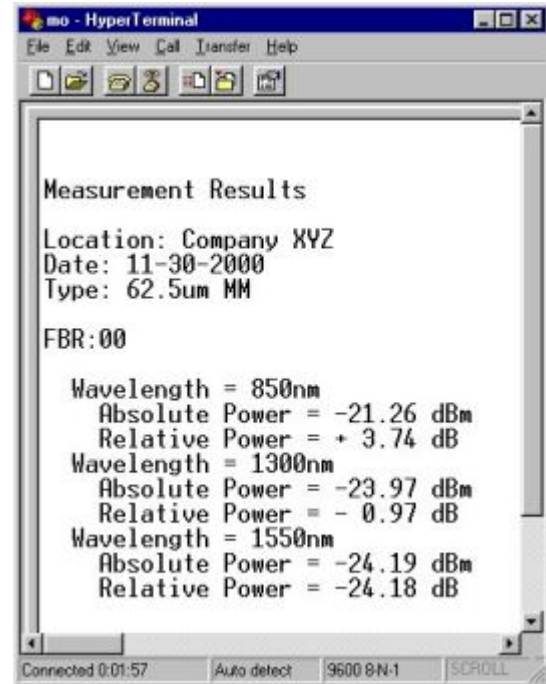 mo - HyperTerminal
File Edit View Call Transfer Help
Measurement Results
Location: Company XYZ
Date: 11-30-2000
Type: 62.5um MM
FBR:00
Wavelength = 850nm
Absolute Power = -21.26 dBm
Relative Power = + 3.74 dB
Wavelength = 1300nm
Absolute Power = -23.97 dBm
Relative Power = - 0.97 dB
Wavelength = 1550nm
Absolute Power = -24.19 dBm
Relative Power = -24.18 dB
Connected 0:01:57 Auto detect 9600 8-N-1 SCROLL